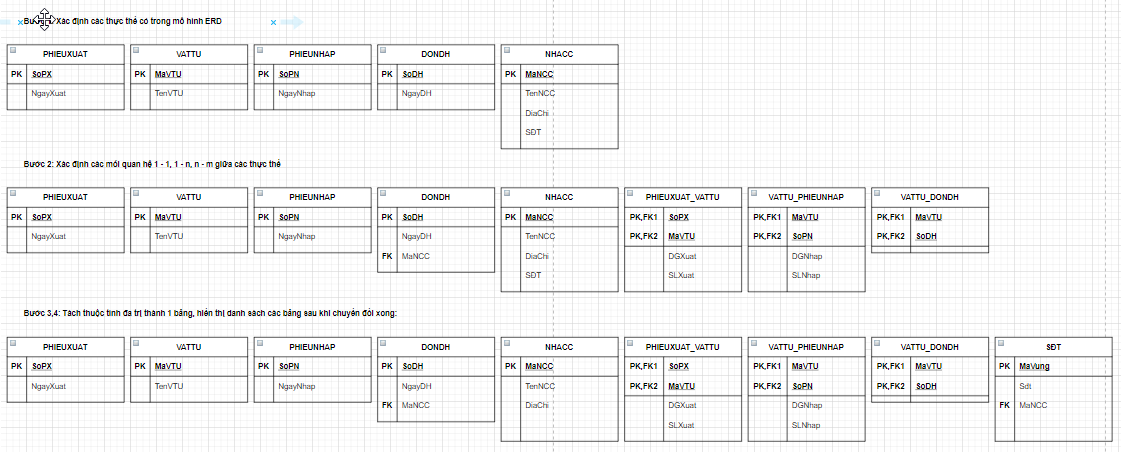 Bước 1: Xác định các thực thể có trong mô hình ERD
PHIEUXUAT
PK SoPX
NgayXuat
VATTU
PK MaVTU
TenVTU
PHIEUNHAP
PK SoPN
NgayNhap
DONDH
PK SoDH
NgayDH
NHACC
PK MaNCC
TenNCC
DiaChi
SĐT
Bước 2: Xác định các mối quan hệ 1 - 1, 1 - n, n - m giữa các thực thể
PHIEUXUAT
PK SoPX
NgayXuat
VATTU
PK MaVTU
TenVTU
PHIEUNHAP
PK SoPN
NgayNhap
DONDH
PK SoDH
NgayDH
FK MaNCC
NHACC
PK MaNCC
TenNCC
DiaChi
SĐT
PHIEUXUAT_VATTU
PK,FK1 SoPX
PK,FK2 MaVTU
DGXuat
SLXuat
VATTU_PHIEUNHAP
PK,FK1 MaVTU
PK,FK2 SoPN
DGNhap
SLNhap
VATTU_DONDH
PK,FK1 MaVTU
PK,FK2 SoDH
Bước 3,4: Tách thuộc tính đa trị thành 1 bảng, hiển thị danh sách các bảng sau khi chuyển đổi xong:
PHIEUXUAT
PK SoPX
NgayXuat
VATTU
PK MaVTU
TenVTU
PHIEUNHAP
PK SoPN
NgayNhap
DONDH
PK SoDH
NgayDH
FK MaNCC
NHACC
PK MaNCC
TenNCC
DiaChi
PHIEUXUAT_VATTU
PK,FK1 SoPX
PK,FK2 MaVTU
DGXuat
SLXuat
VATTU_PHIEUNHAP
PK,FK1 MaVTU
PK,FK2 SoPN
DGNhap
SLNhap
VATTU_DONDH
PK,FK1 MaVTU
PK,FK2 SoDH
SĐT
PK MaVung
Sdt
FK MaNCC